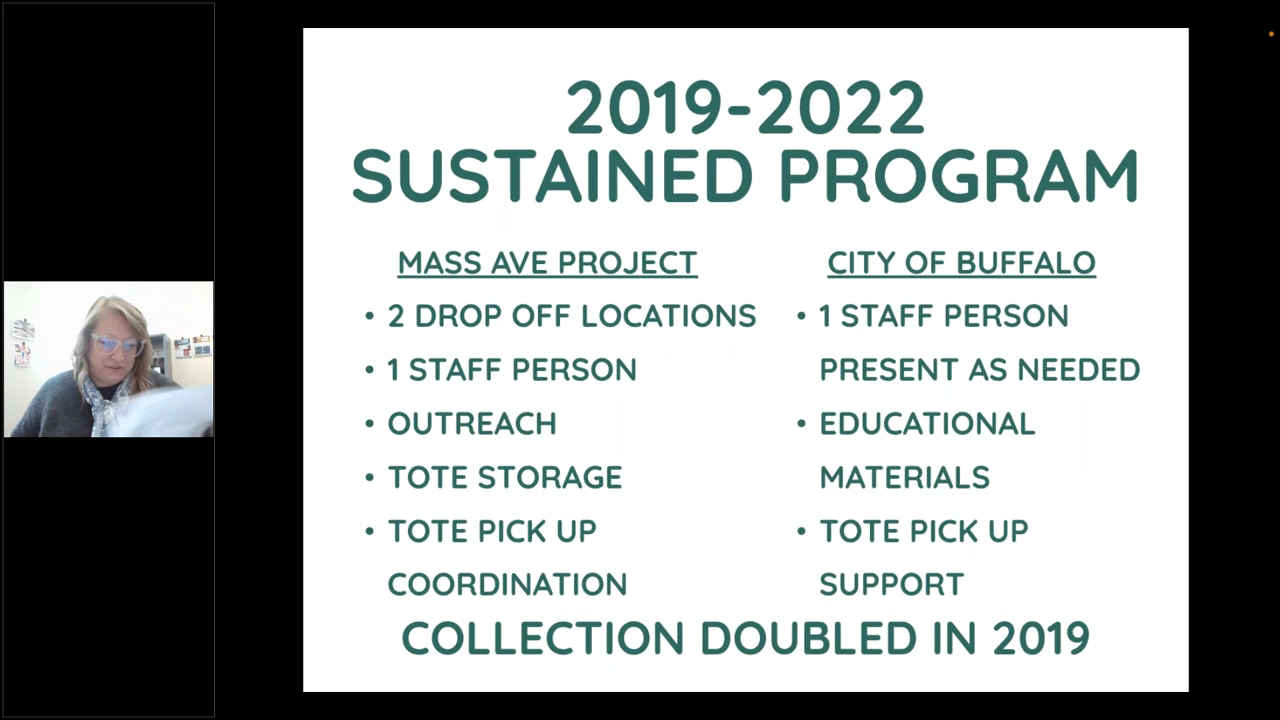 2019-2022
SUSTAINED PROGRAM
MASS AVE PROJECT
• 2 DROP OFF LOCATIONS
• 1 STAFF PERSON
• OUTREACH
• TOTE STORAGE
• TOTE PICK UP
COORDINATION
CITY OF BUFFALO
• 1 STAFF PERSON
PRESENT AS NEEDED
• EDUCATIONAL
MATERIALS
• TOTE PICK UP
SUPPORT
COLLECTION DOUBLED IN 2019